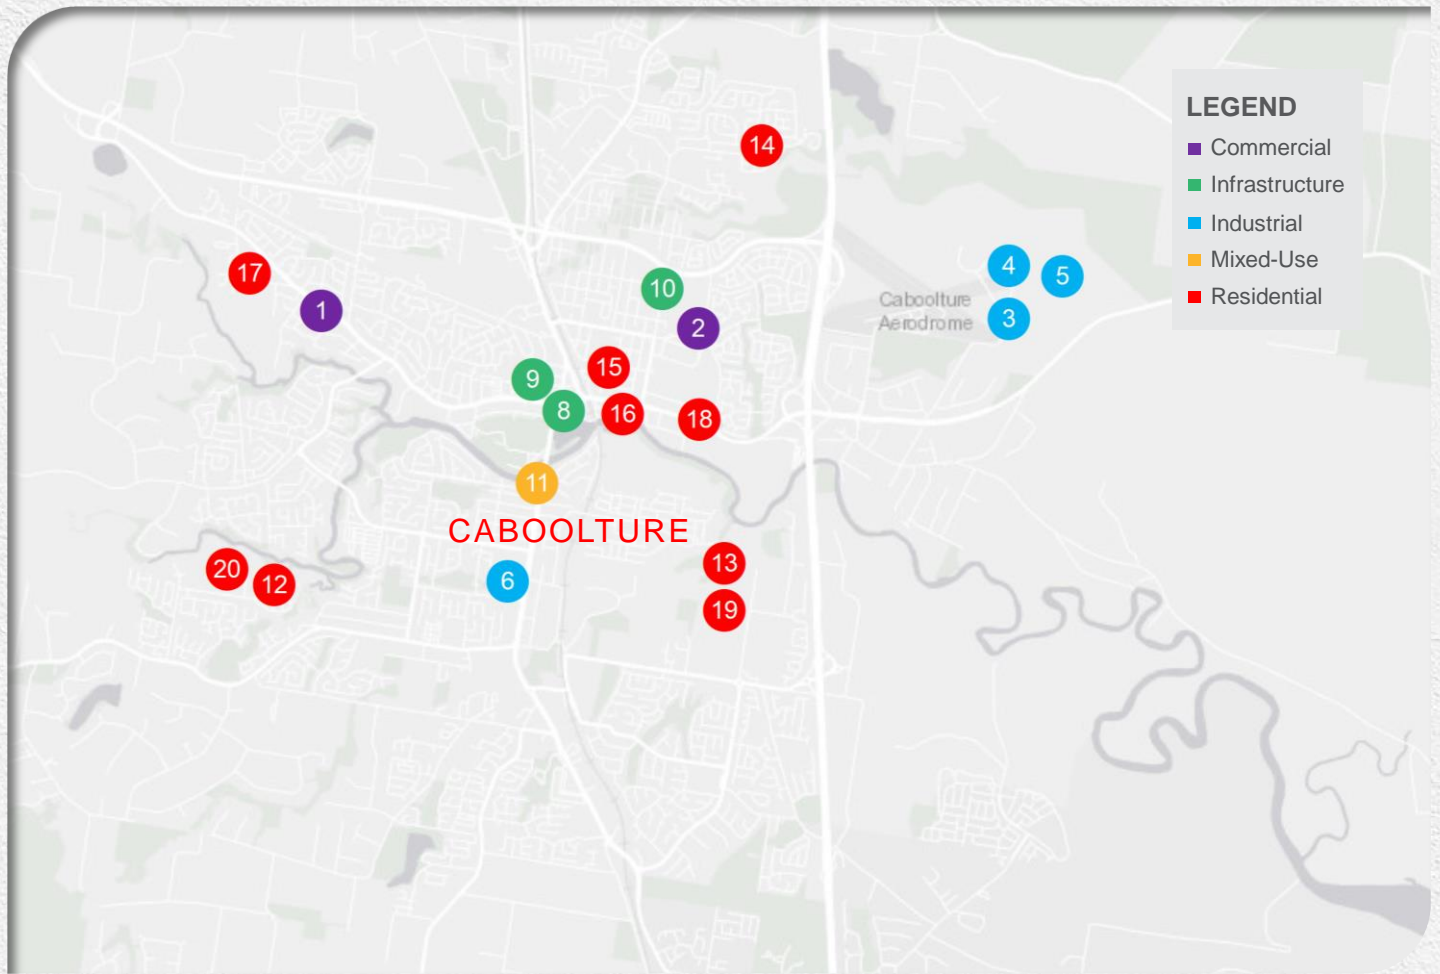 LEGEND
Commercial
Infrastructure
Industrial
Mixed-Use
Residential
14
17
1
10
2
4
5
3
Caboolture
Aerodrome
9
15
8
16
18
11
CABOOLTURE
20
12
6
13
19